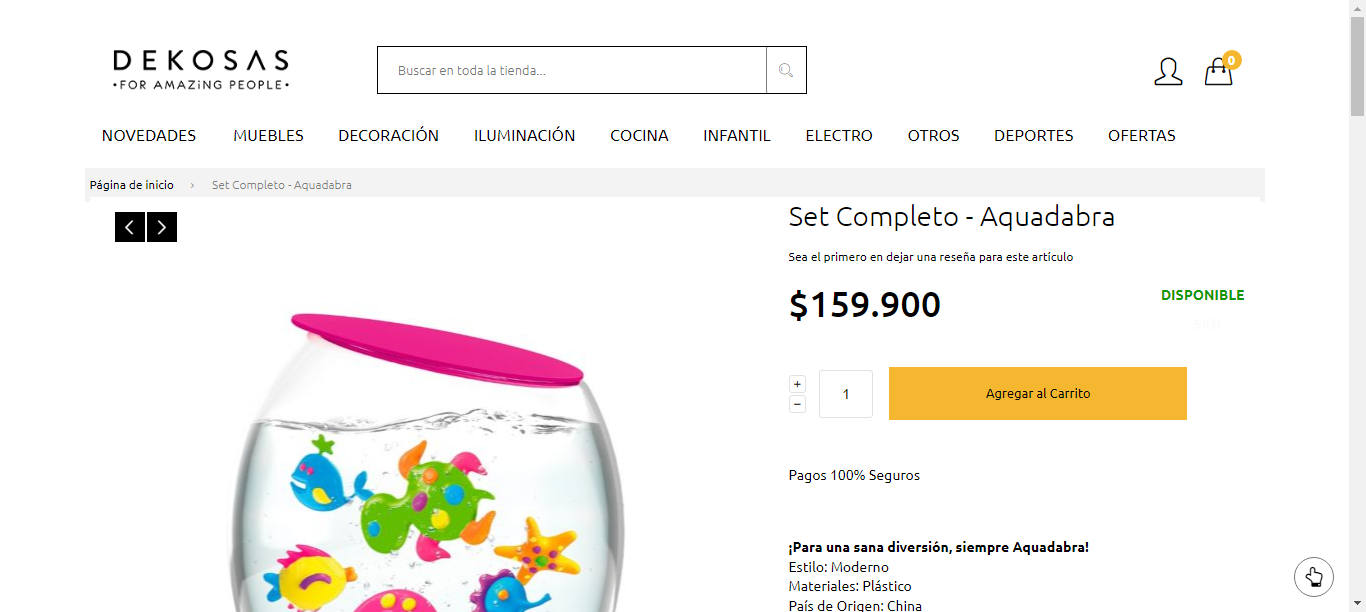 DEKOSAS
•FOR AMAZiNG PEOPLE•
Buscar en toda la tienda...
0
NOVEDADES MUEBLES DECORACIÓN ILUMINACIÓN COCINA INFANTIL ELECTRO OTROS DEPORTES OFERTAS
Página de inicio › Set Completo - Aquadabra
Set Completo - Aquadabra
Sea el primero en dejar una reseña para este artículo
$159.900
DISPONIBLE
SKU
+
−
1
Agregar al Carrito
Pagos 100% Seguros
¡Para una sana diversión, siempre Aquadabra!
Estilo: Moderno
Materiales: Plástico
País de Origen: China